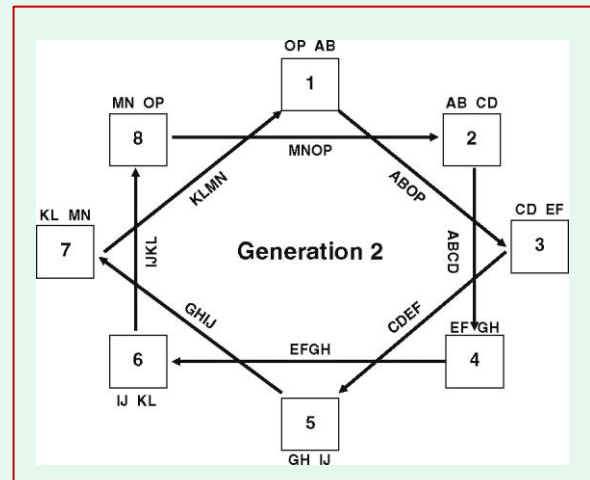 OP AB
1
MN OP
8
AB CD
2
MNOP
KLMN
ABOP
KL MN
7
IJKL
Generation 2
ABCD
CD EF
3
GHIJ
CDEF
EFGH
EF GH
4
6
IJ KL
5
GH IJ